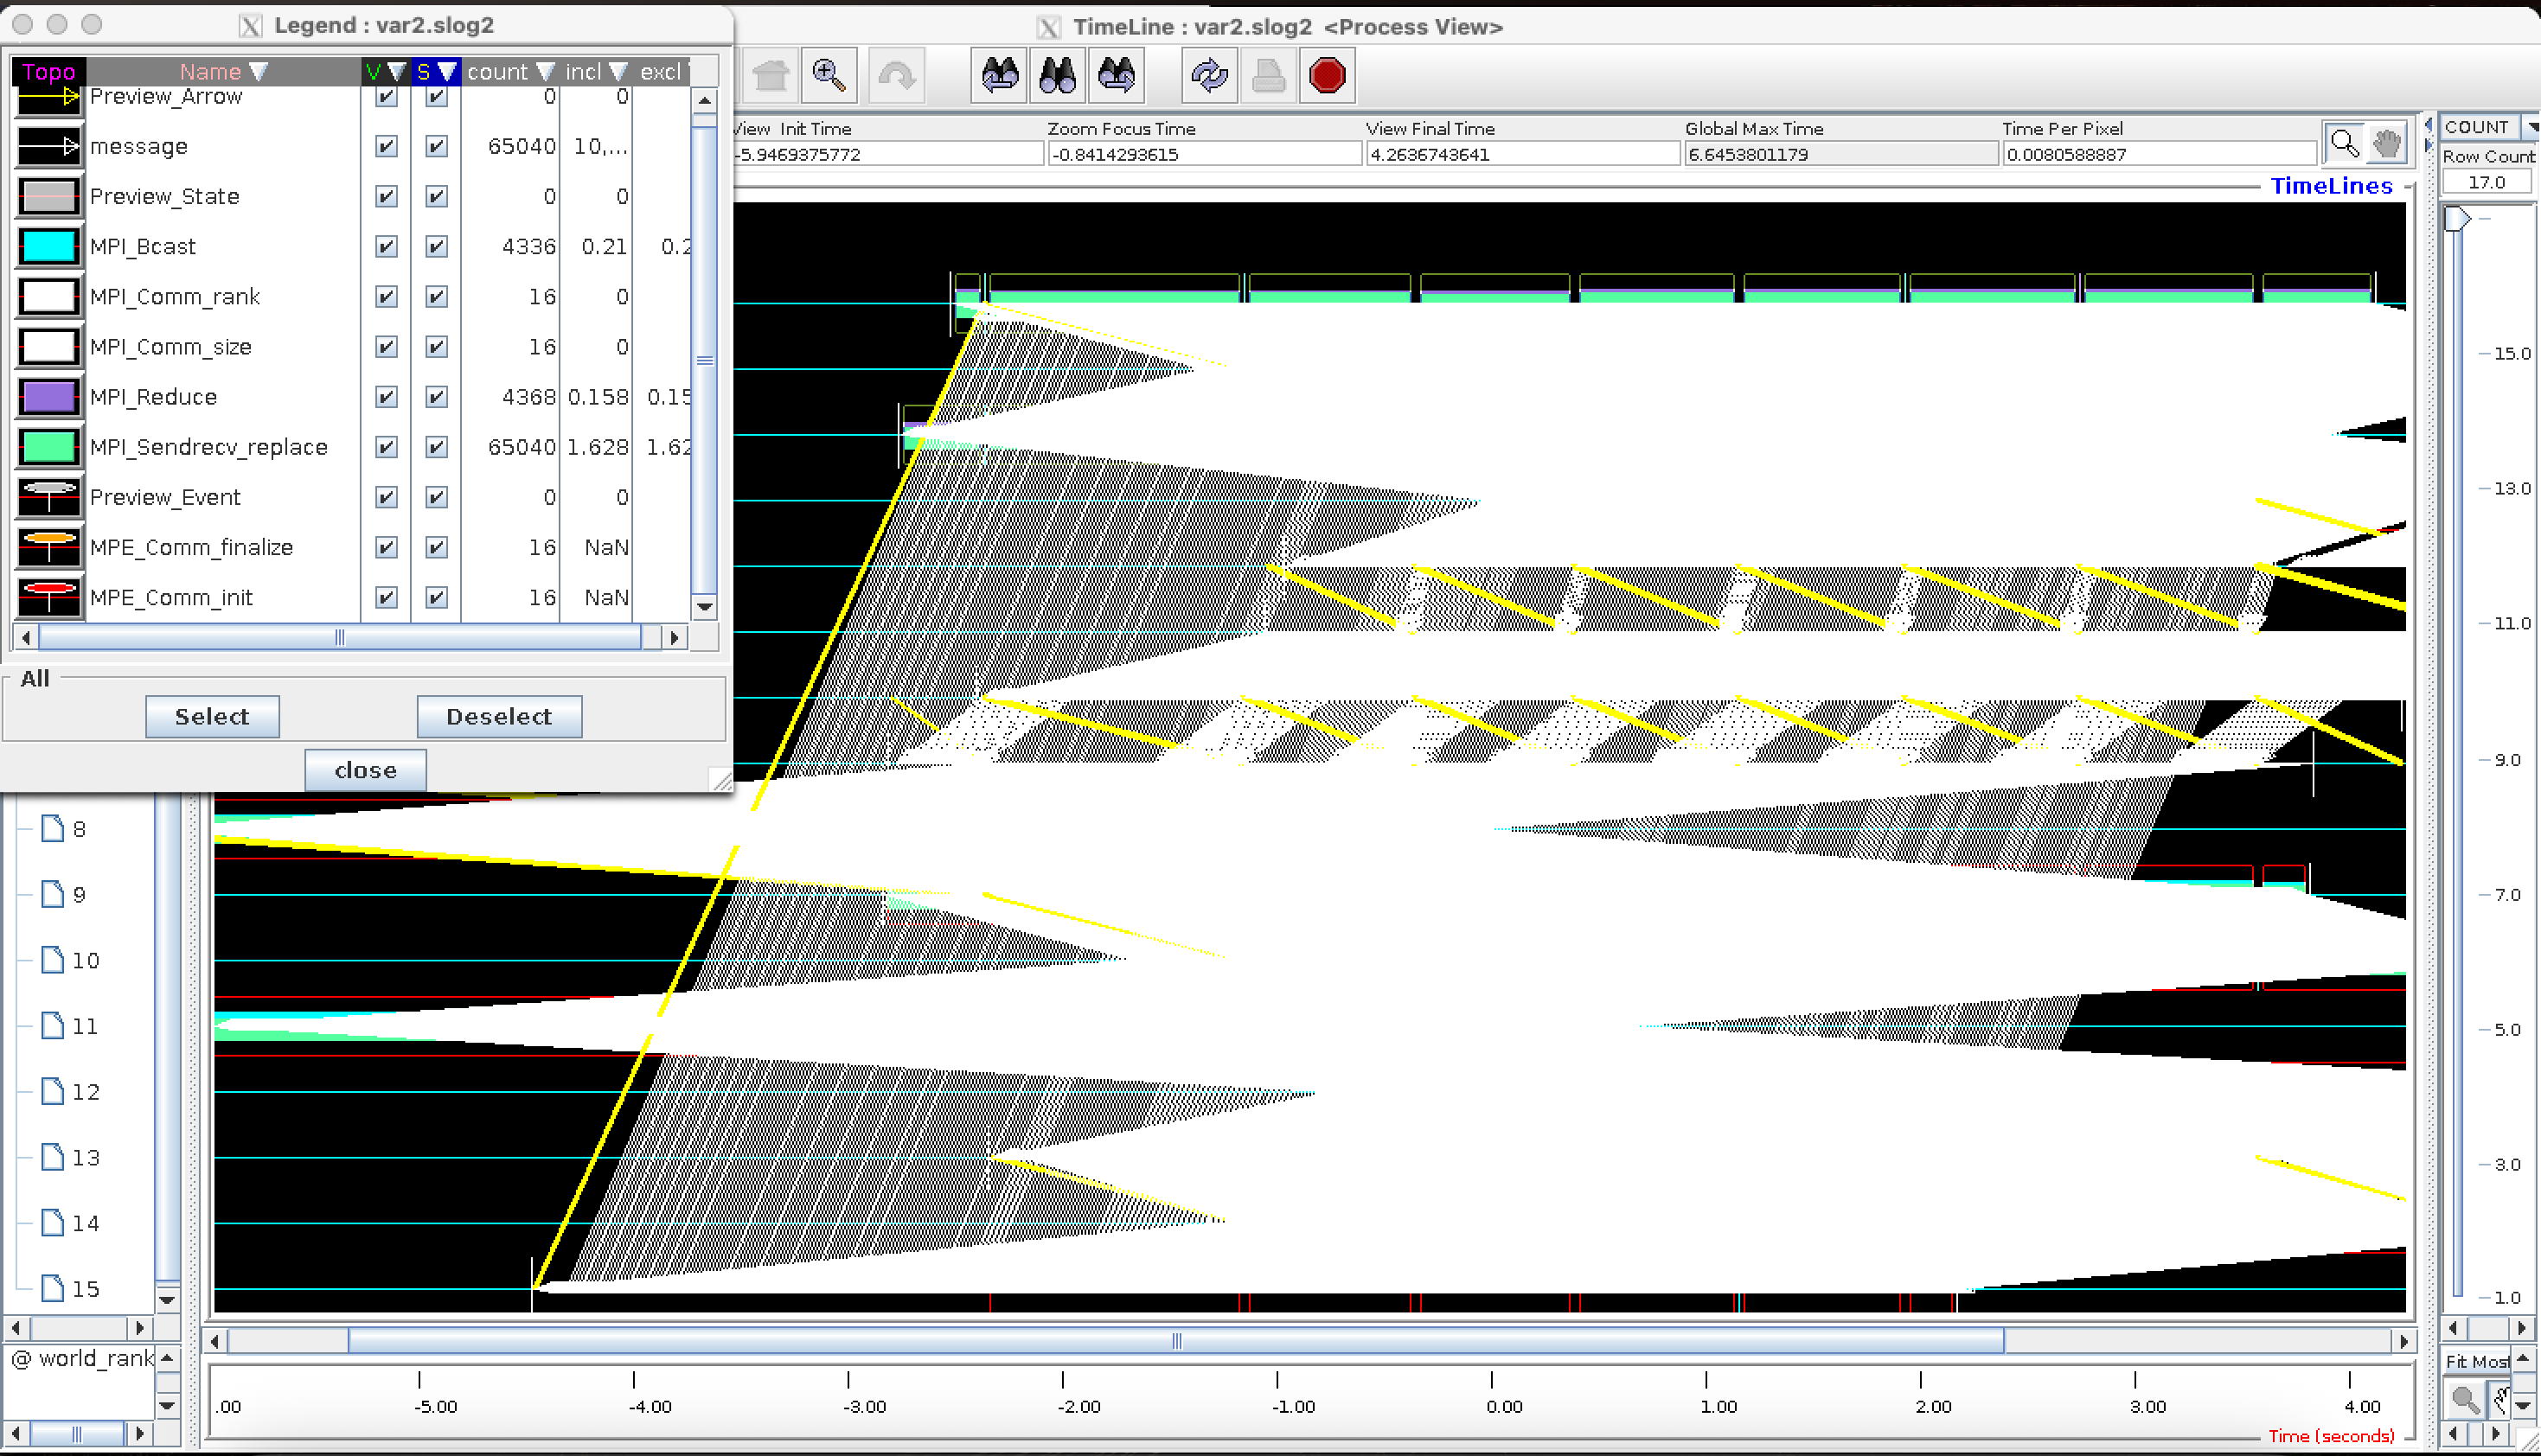 Legend : var2.slog2
TimeLine : var2.slog2 <Process View>
Topo Name V S count incl excl
Preview_Arrow 0 0
message 65040 10,...
Preview_State 0 0
MPI_Bcast 4336 0.21 0.2
MPI_Comm_rank 16 0
MPI_Comm_size 16 0
MPI_Reduce 4368 0.158 0.15
MPI_Sendrecv_replace 65040 1.628 1.62
Preview_Event 0 0
MPE_Comm_finalize 16 NaN
MPE_Comm_init 16 NaN
All
Select Deselect
close
View Init Time Zoom Focus Time View Final Time Global Max Time Time Per Pixel
-5.9469375772 -0.8414293615 4.2636743641 6.6453801179 0.0080588887
TimeLines
COUNT
Row Count
17.0
15.0
13.0
11.0
9.0
7.0
5.0
3.0
1.0
8
9
10
11
12
13
14
15
@ world_rank
Fit Most
.00 -5.00 -4.00 -3.00 -2.00 -1.00 0.00 1.00 2.00 3.00 4.00
Time (seconds)